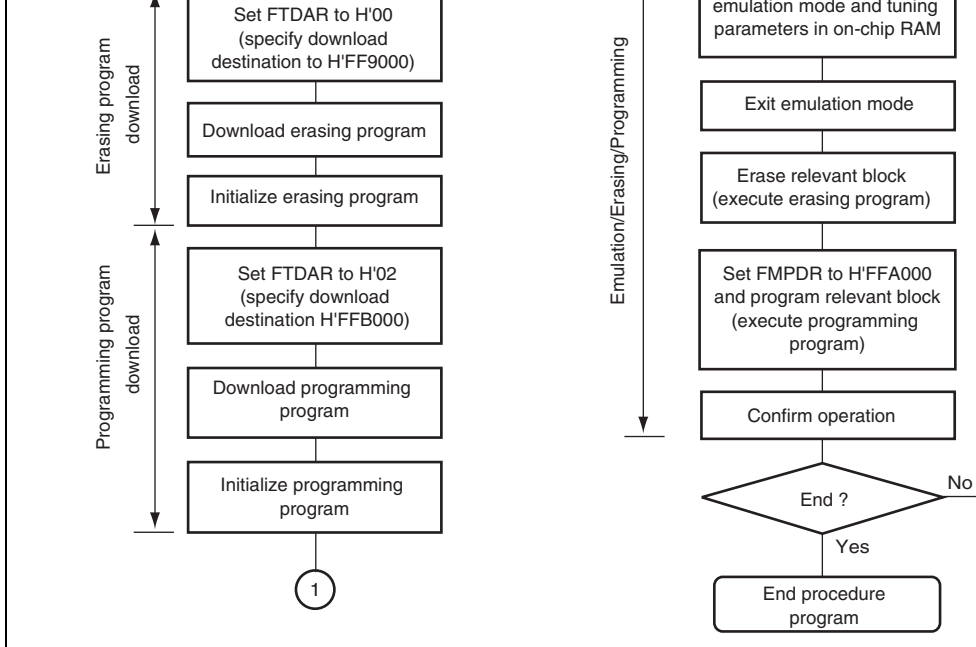 Erasing program
download
Set FTDAR to H'00
(specify download
destination to H'FF9000)
Download erasing program
Initialize erasing program
Programming program
download
Set FTDAR to H'02
(specify download
destination H'FFB000)
Download programming
program
Initialize programming
program
1
Emulation/Erasing/Programming
emulation mode and tuning
parameters in on-chip RAM
Exit emulation mode
Erase relevant block
(execute erasing program)
Set FMPDR to H'FFA000
and program relevant block
(execute programming
program)
Confirm operation
End ?
No
Yes
End procedure
program